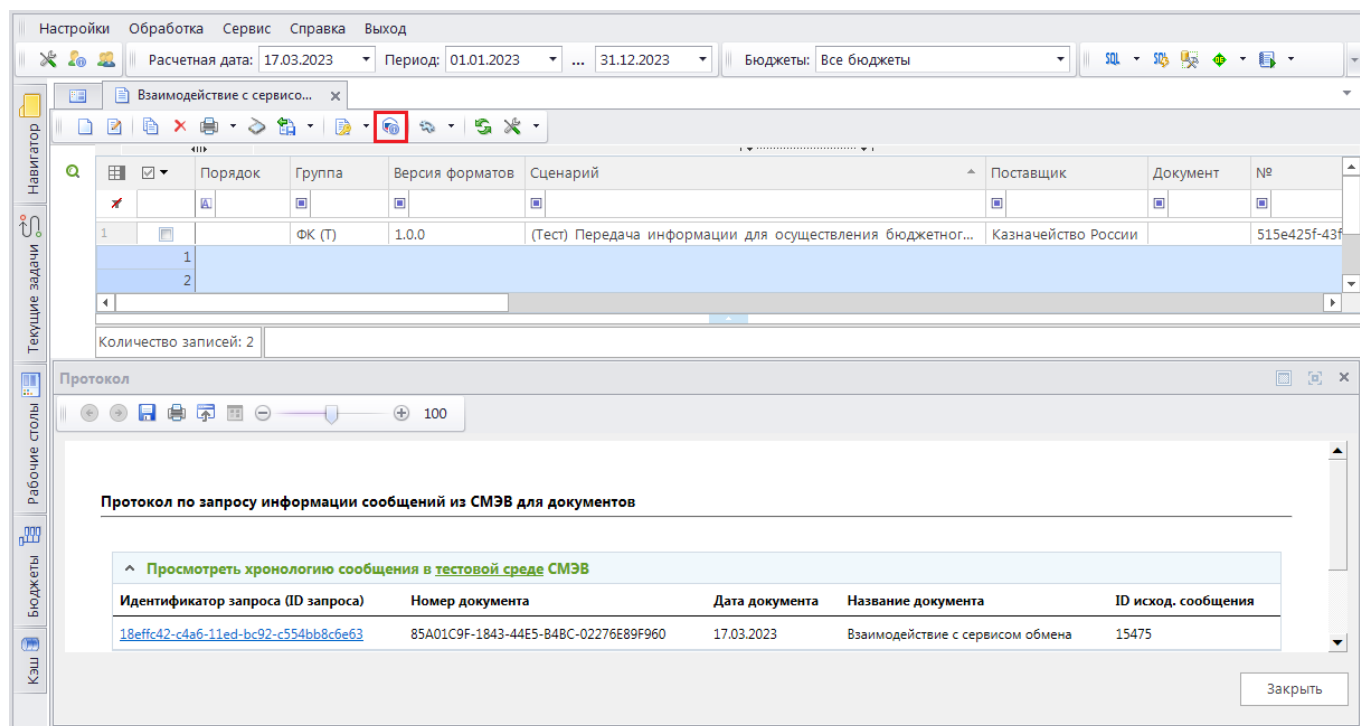 Настройки Обработка Сервис Справка Выход
Расчетная дата: 17.03.2023 Период: 01.01.2023 ... 31.12.2023 Бюджеты: Все бюджеты SQL SQL
Взаимодействие с сервисо...
Навигатор
Текущие задачи
Рабочие столы
Бюджеты
Кэш
Порядок Группа Версия форматов Сценарий Поставщик Документ №
1 ФК (Т) 1.0.0 (Тест) Передача информации для осуществления бюджетног... Казначейство России 515e425f-43f
1
2
Количество записей: 2
Протокол
100
Протокол по запросу информации сообщений из СМЭВ для документов
Просмотреть хронологию сообщения в тестовой среде СМЭВ
Идентификатор запроса (ID запроса) Номер документа Дата документа Название документа ID исход. сообщения
18effc42-c4a6-11ed-bc92-c554bb8c6e63 85A01C9F-1843-44E5-B4BC-02276E89F960 17.03.2023 Взаимодействие с сервисом обмена 15475
Закрыть